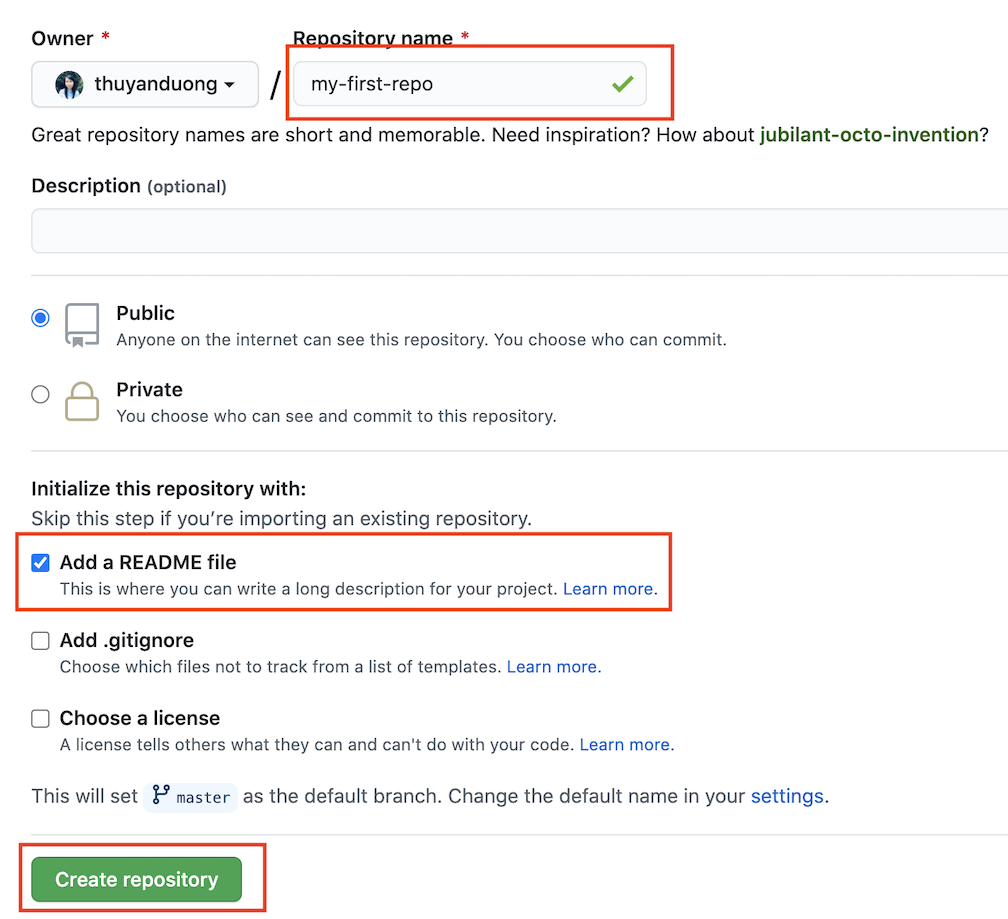 Owner *
Repository name *
thuyanduong / my-first-repo
Great repository names are short and memorable. Need inspiration? How about jubilant-octo-invention?
Description (optional)
Public
Anyone on the internet can see this repository. You choose who can commit.
Private
You choose who can see and commit to this repository.
Initialize this repository with:
Skip this step if you’re importing an existing repository.
Add a README file
This is where you can write a long description for your project. Learn more.
Add .gitignore
Choose which files not to track from a list of templates. Learn more.
Choose a license
A license tells others what they can and can't do with your code. Learn more.
This will set master as the default branch. Change the default name in your settings.
Create repository